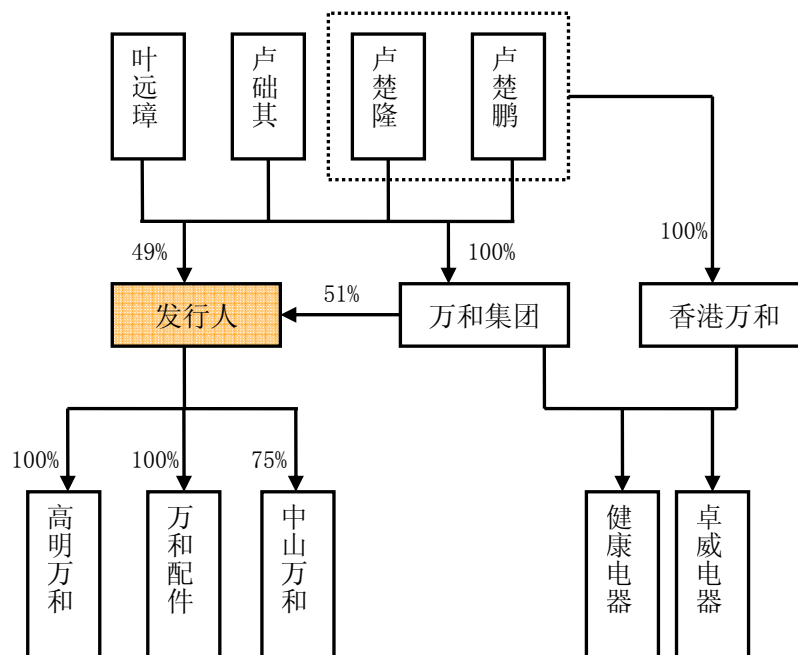 叶远璋
卢础其
卢楚隆
卢楚鹏
49%
100%
100%
发行人
51%
万和集团
香港万和
100%
100%
75%
高明万和
万和配件
中山万和
健康电器
卓威电器